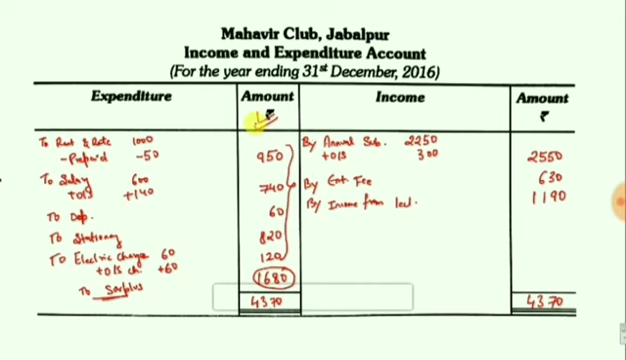 Mahavir Club, Jabalpur
Income and Expenditure Account
(For the year ending 31st December, 2016)
Expenditure Amount ₹ Income Amount ₹
To Rent & Rate 1000 By Annual Sub. 2250
-Prepaid -50 950 +O/S 300 2550
To Salary 600 By Ent. Fee 630
+O/S +140 740 By Income from lect. 1190
To Dep. 60
To Stationary 820
To Electric Charge 60 120
+O/S ch. +60
To Surplus 1680
4370 4370